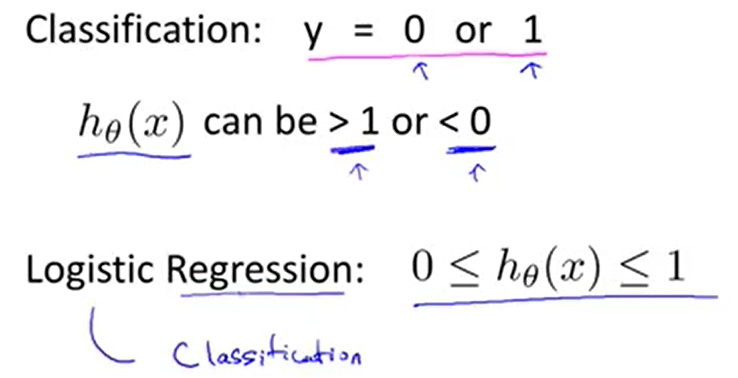 Classification: y = 0 or 1
hθ(x) can be > 1 or < 0
Logistic Regression: 0 ≤ hθ(x) ≤ 1
Classification